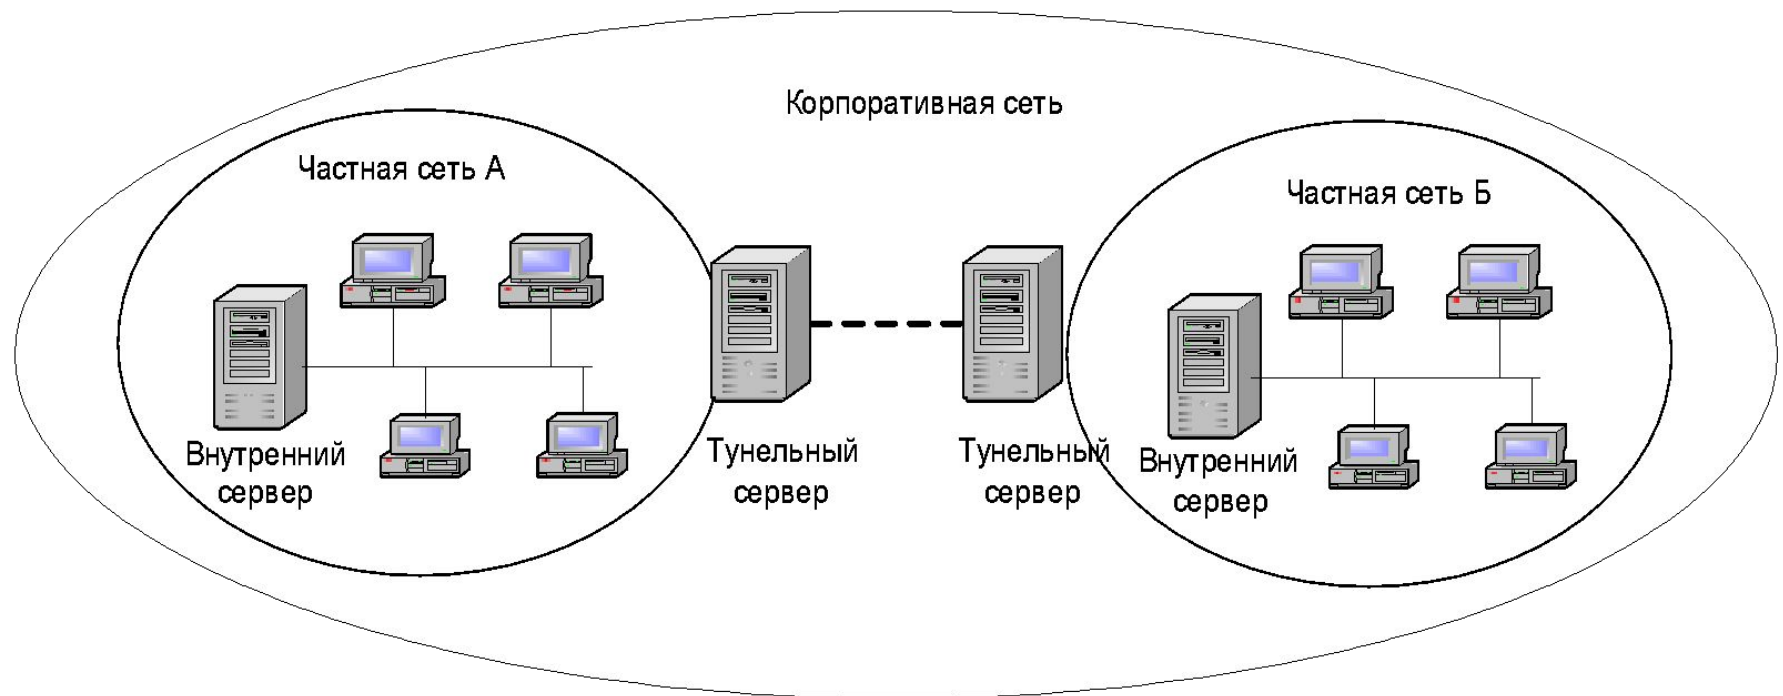 Корпоративная сеть
Частная сеть А
Частная сеть Б
Внутренний
сервер
Тунельный
сервер
Тунельный
сервер
Внутренний
сервер